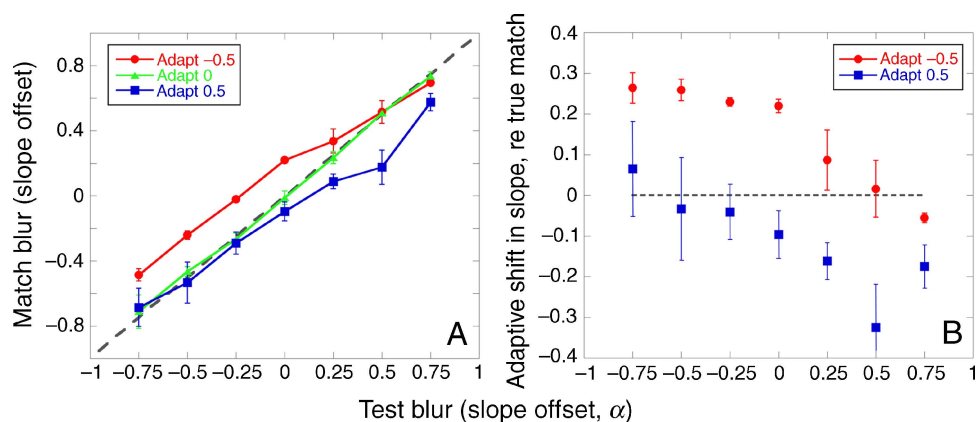 Match blur (slope offset)
0.8
0.4
0
−0.4
−0.8
Adapt −0.5
Adapt 0
Adapt 0.5
A
−1 −0.75 −0.5 −0.25 0 0.25 0.5 0.75 1
Adaptive shift in slope, re true match
0.4
0.3
0.2
0.1
0
−0.1
−0.2
−0.3
−0.4
Adapt −0.5
Adapt 0.5
B
−1 −0.75 −0.5 −0.25 0 0.25 0.5 0.75 1
Test blur (slope offset, α)